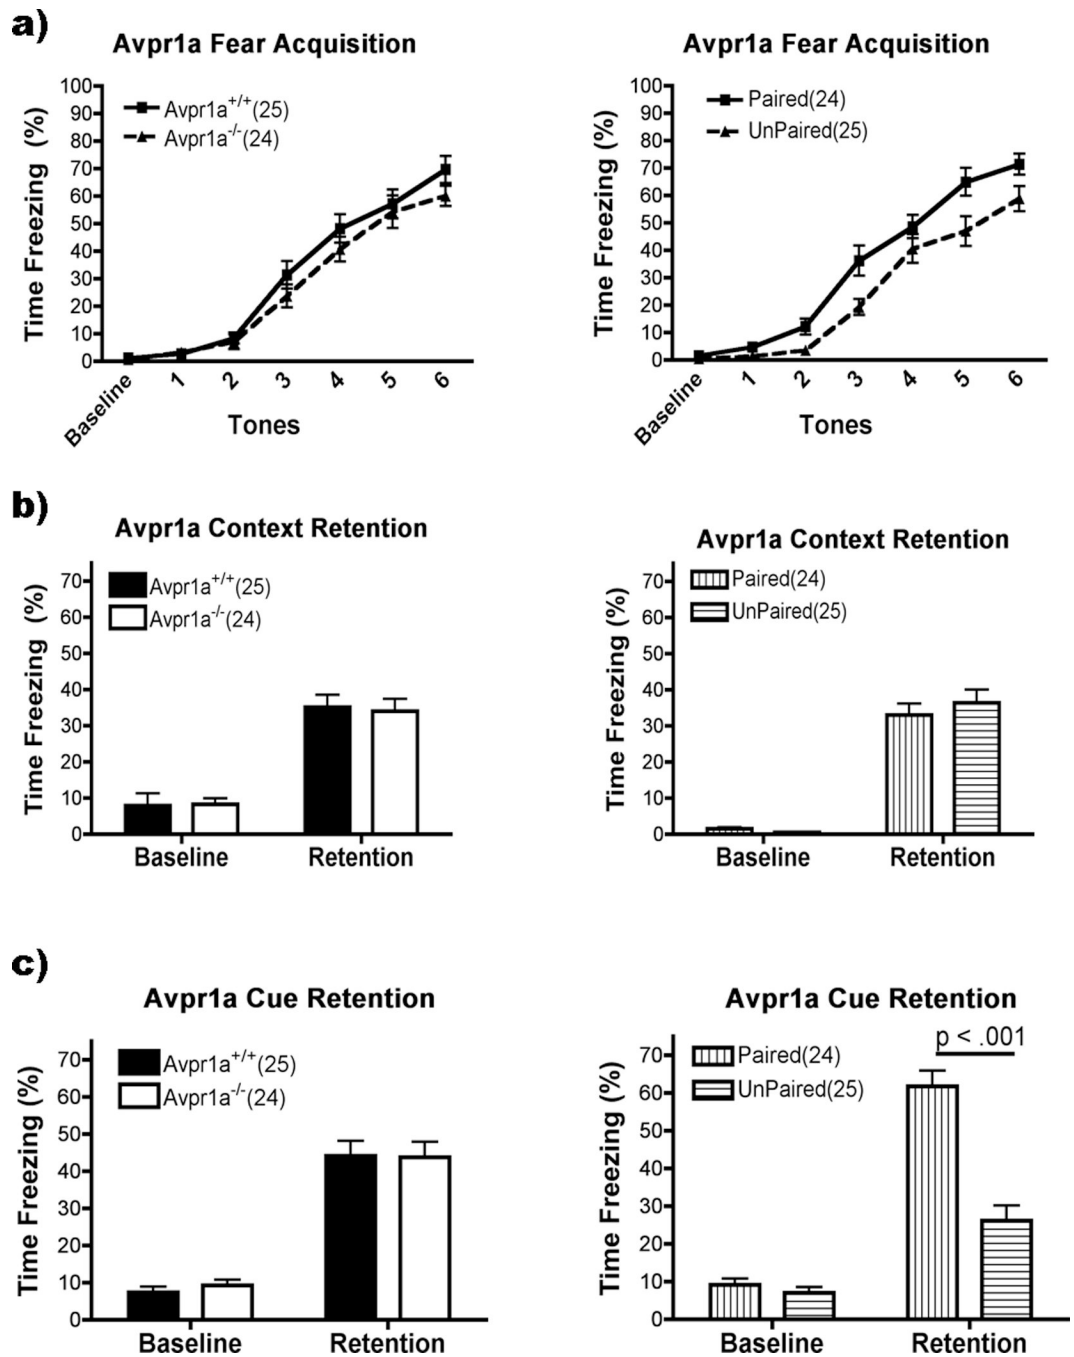 a)
Avpr1a Fear Acquisition
Time Freezing (%)
100
90
80
70
60
50
40
30
20
10
0
Avpr1a+/+(25)
Avpr1a-/-(24)
Baseline 1 2 3 4 5 6
Tones
Avpr1a Fear Acquisition
Time Freezing (%)
100
90
80
70
60
50
40
30
20
10
0
Paired(24)
UnPaired(25)
Baseline 1 2 3 4 5 6
Tones
b)
Avpr1a Context Retention
Time Freezing (%)
70
60
50
40
30
20
10
0
Avpr1a+/+(25)
Avpr1a-/-(24)
Baseline Retention
Avpr1a Context Retention
Time Freezing (%)
70
60
50
40
30
20
10
0
Paired(24)
UnPaired(25)
Baseline Retention
c)
Avpr1a Cue Retention
Time Freezing (%)
70
60
50
40
30
20
10
0
Avpr1a+/+(25)
Avpr1a-/-(24)
Baseline Retention
Avpr1a Cue Retention
Time Freezing (%)
70
60
50
40
30
20
10
0
Paired(24)
UnPaired(25)
p < .001
Baseline Retention